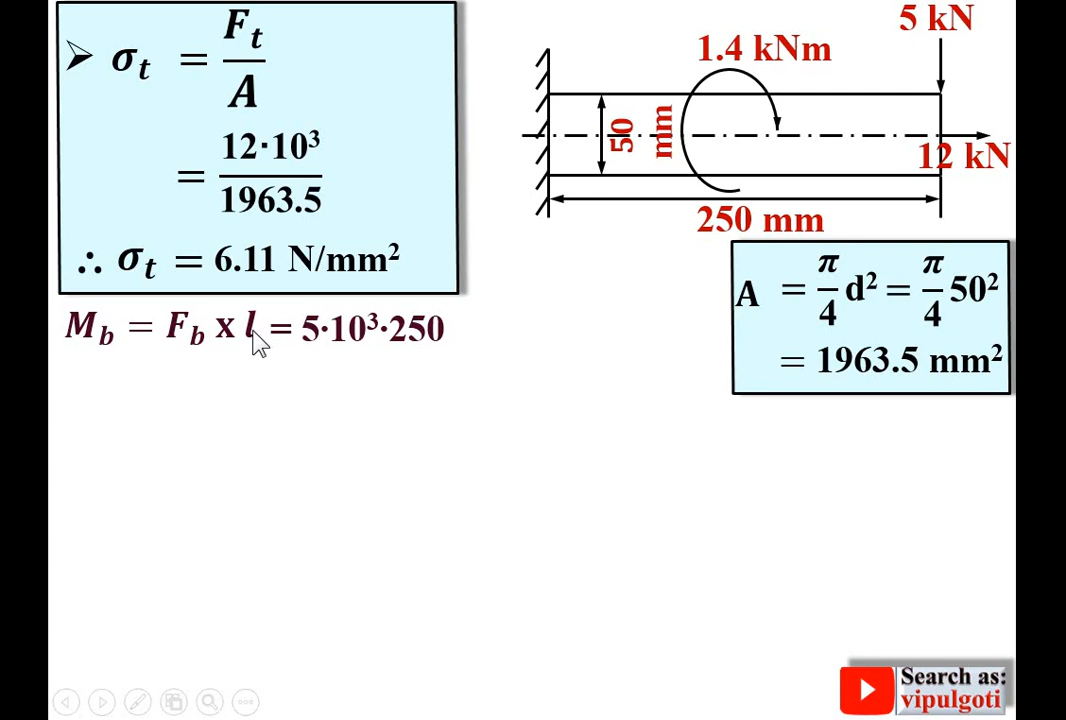 ➢ σt = Ft/A
= 12·10³/1963.5
∴ σt = 6.11 N/mm²
Mb = Fb x l = 5·10³·250
5 kN
1.4 kNm
50 mm
12 kN
250 mm
A = π/4 d² = π/4 50²
= 1963.5 mm²
Search as:
vipulgoti